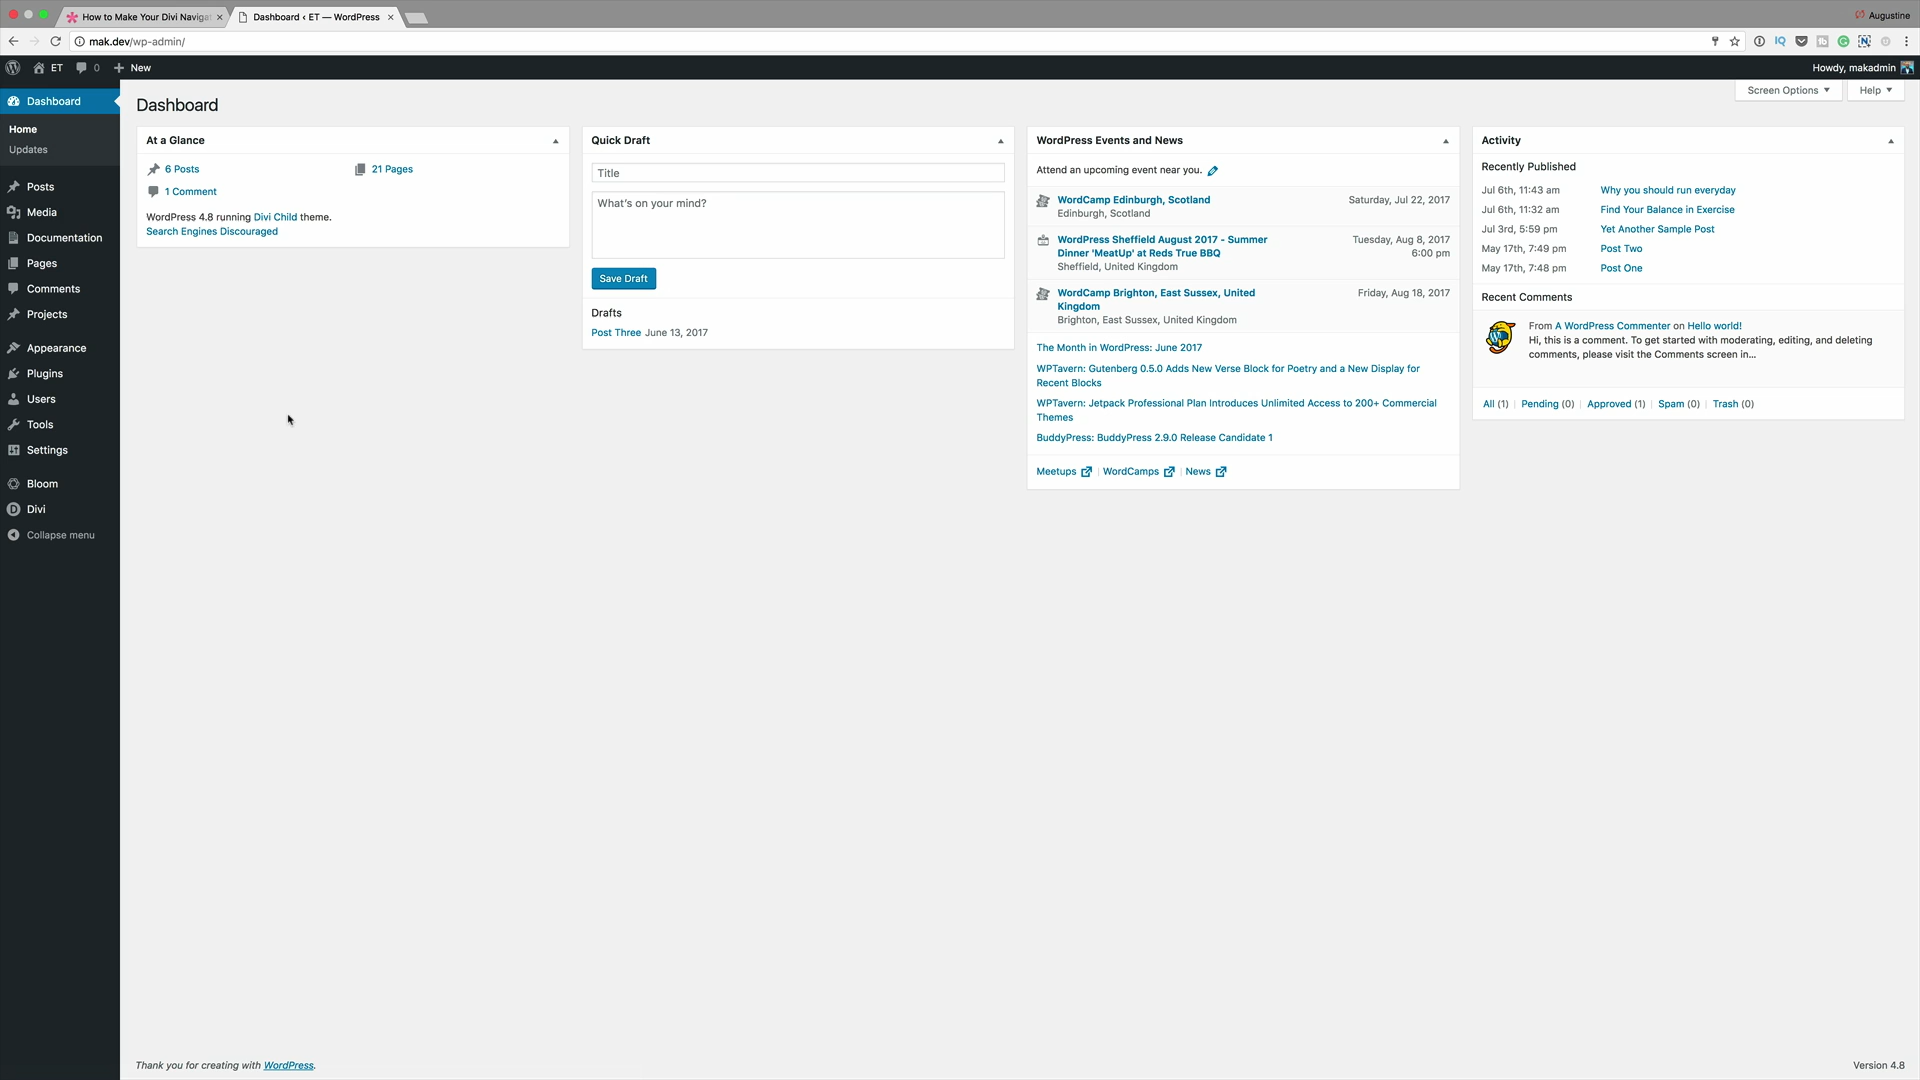 How to Make Your Divi Naviga
Dashboard ‹ ET — WordPress
Augustine
mak.dev/wp-admin/
ET
0
New
Howdy, makadmin
Dashboard
Home
Updates
Posts
Media
Documentation
Pages
Comments
Projects
Appearance
Plugins
Users
Tools
Settings
Bloom
Divi
Collapse menu
Dashboard
Screen Options
Help
At a Glance
6 Posts
21 Pages
1 Comment
WordPress 4.8 running Divi Child theme.
Search Engines Discouraged
Quick Draft
Title
What's on your mind?
Save Draft
Drafts
Post Three June 13, 2017
WordPress Events and News
Attend an upcoming event near you.
WordCamp Edinburgh, Scotland
Saturday, Jul 22, 2017
Edinburgh, Scotland
WordPress Sheffield August 2017 - Summer
Tuesday, Aug 8, 2017
Dinner 'MeatUp' at Reds True BBQ
6:00 pm
Sheffield, United Kingdom
WordCamp Brighton, East Sussex, United
Friday, Aug 18, 2017
Kingdom
Brighton, East Sussex, United Kingdom
The Month in WordPress: June 2017
WPTavern: Gutenberg 0.5.0 Adds New Verse Block for Poetry and a New Display for
Recent Blocks
WPTavern: Jetpack Professional Plan Introduces Unlimited Access to 200+ Commercial
Themes
BuddyPress: BuddyPress 2.9.0 Release Candidate 1
Meetups | WordCamps | News
Activity
Recently Published
Jul 6th, 11:43 am Why you should run everyday
Jul 6th, 11:32 am Find Your Balance in Exercise
Jul 3rd, 5:59 pm Yet Another Sample Post
May 17th, 7:49 pm Post Two
May 17th, 7:48 pm Post One
Recent Comments
From A WordPress Commenter on Hello world!
Hi, this is a comment. To get started with moderating, editing, and deleting
comments, please visit the Comments screen in…
All (1) | Pending (0) | Approved (1) | Spam (0) | Trash (0)
Thank you for creating with WordPress.
Version 4.8